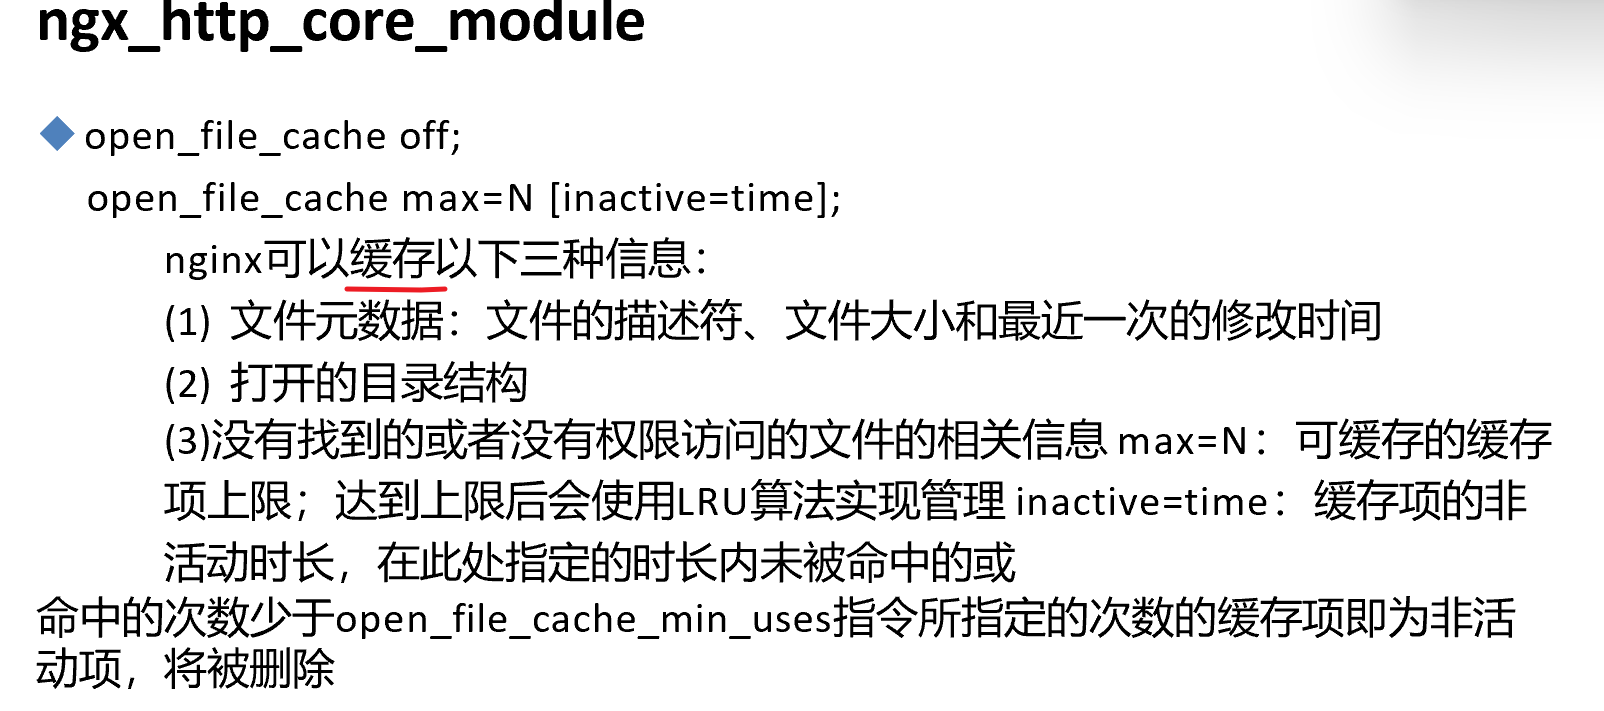 ngx_http_core_module
open_file_cache off;
open_file_cache max=N [inactive=time];
nginx可以缓存以下三种信息：
(1) 文件元数据：文件的描述符、文件大小和最近一次的修改时间
(2) 打开的目录结构
(3)没有找到的或者没有权限访问的文件的相关信息 max=N：可缓存的缓存
项上限；达到上限后会使用LRU算法实现管理 inactive=time：缓存项的非
活动时长，在此处指定的时长内未被命中的或
命中的次数少于open_file_cache_min_uses指令所指定的次数的缓存项即为非活
动项，将被删除